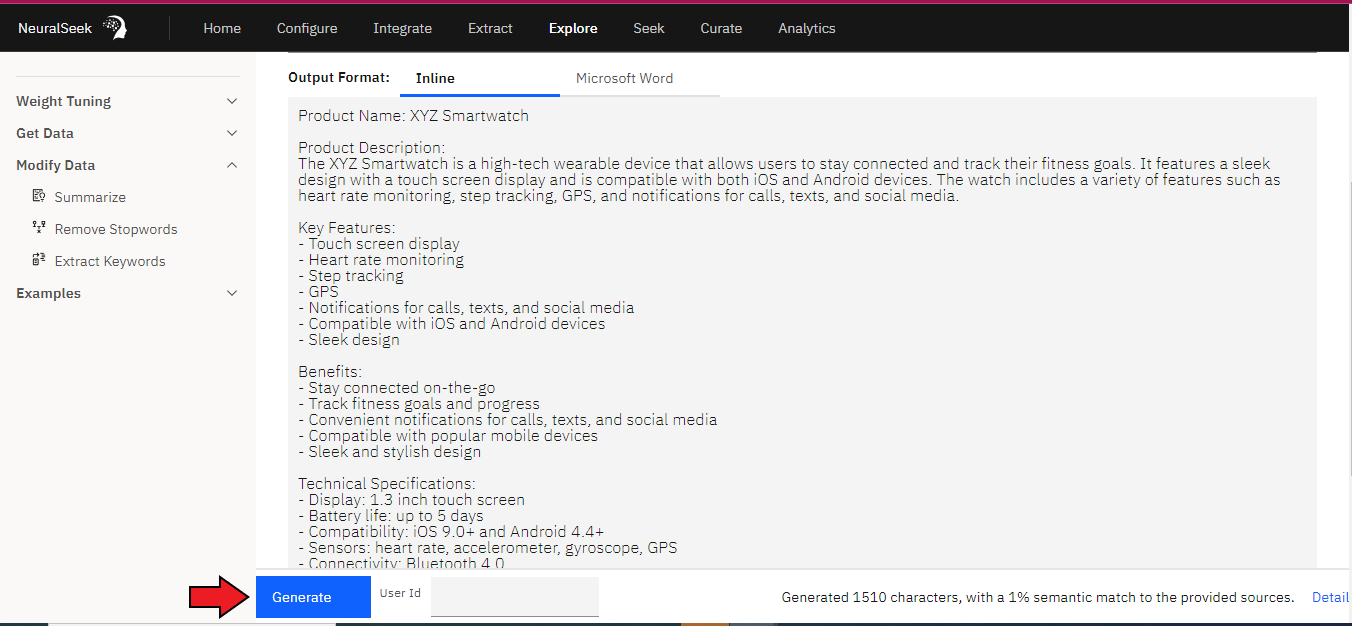 NeuralSeek
Home Configure Integrate Extract Explore Seek Curate Analytics
Weight Tuning
Get Data
Modify Data
Summarize
Remove Stopwords
Extract Keywords
Examples
Output Format: Inline Microsoft Word
Product Name: XYZ Smartwatch
Product Description:
The XYZ Smartwatch is a high-tech wearable device that allows users to stay connected and track their fitness goals. It features a sleek
design with a touch screen display and is compatible with both iOS and Android devices. The watch includes a variety of features such as
heart rate monitoring, step tracking, GPS, and notifications for calls, texts, and social media.
Key Features:
- Touch screen display
- Heart rate monitoring
- Step tracking
- GPS
- Notifications for calls, texts, and social media
- Compatible with iOS and Android devices
- Sleek design
Benefits:
- Stay connected on-the-go
- Track fitness goals and progress
- Convenient notifications for calls, texts, and social media
- Compatible with popular mobile devices
- Sleek and stylish design
Technical Specifications:
- Display: 1.3 inch touch screen
- Battery life: up to 5 days
- Compatibility: iOS 9.0+ and Android 4.4+
- Sensors: heart rate, accelerometer, gyroscope, GPS
- Connectivity: Bluetooth 4.0
Generate User Id Generated 1510 characters, with a 1% semantic match to the provided sources. Detail